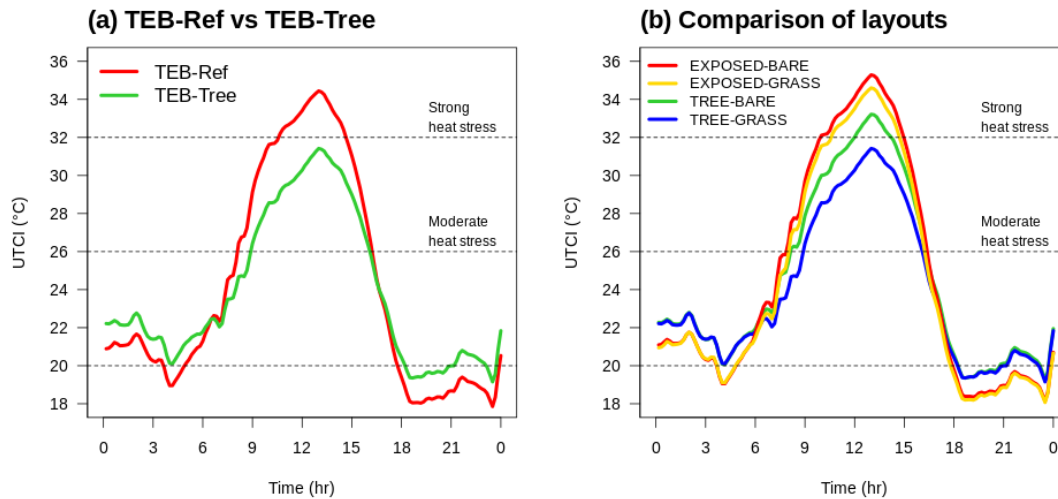 (a) TEB-Ref vs TEB-Tree
36
34
32
30
28
26
24
22
20
18
UTCI (°C)
TEB-Ref
TEB-Tree
Strong
heat stress
Moderate
heat stress
0 3 6 9 12 15 18 21 0
Time (hr)
(b) Comparison of layouts
36
34
32
30
28
26
24
22
20
18
UTCI (°C)
EXPOSED-BARE
EXPOSED-GRASS
TREE-BARE
TREE-GRASS
Strong
heat stress
Moderate
heat stress
0 3 6 9 12 15 18 21 0
Time (hr)